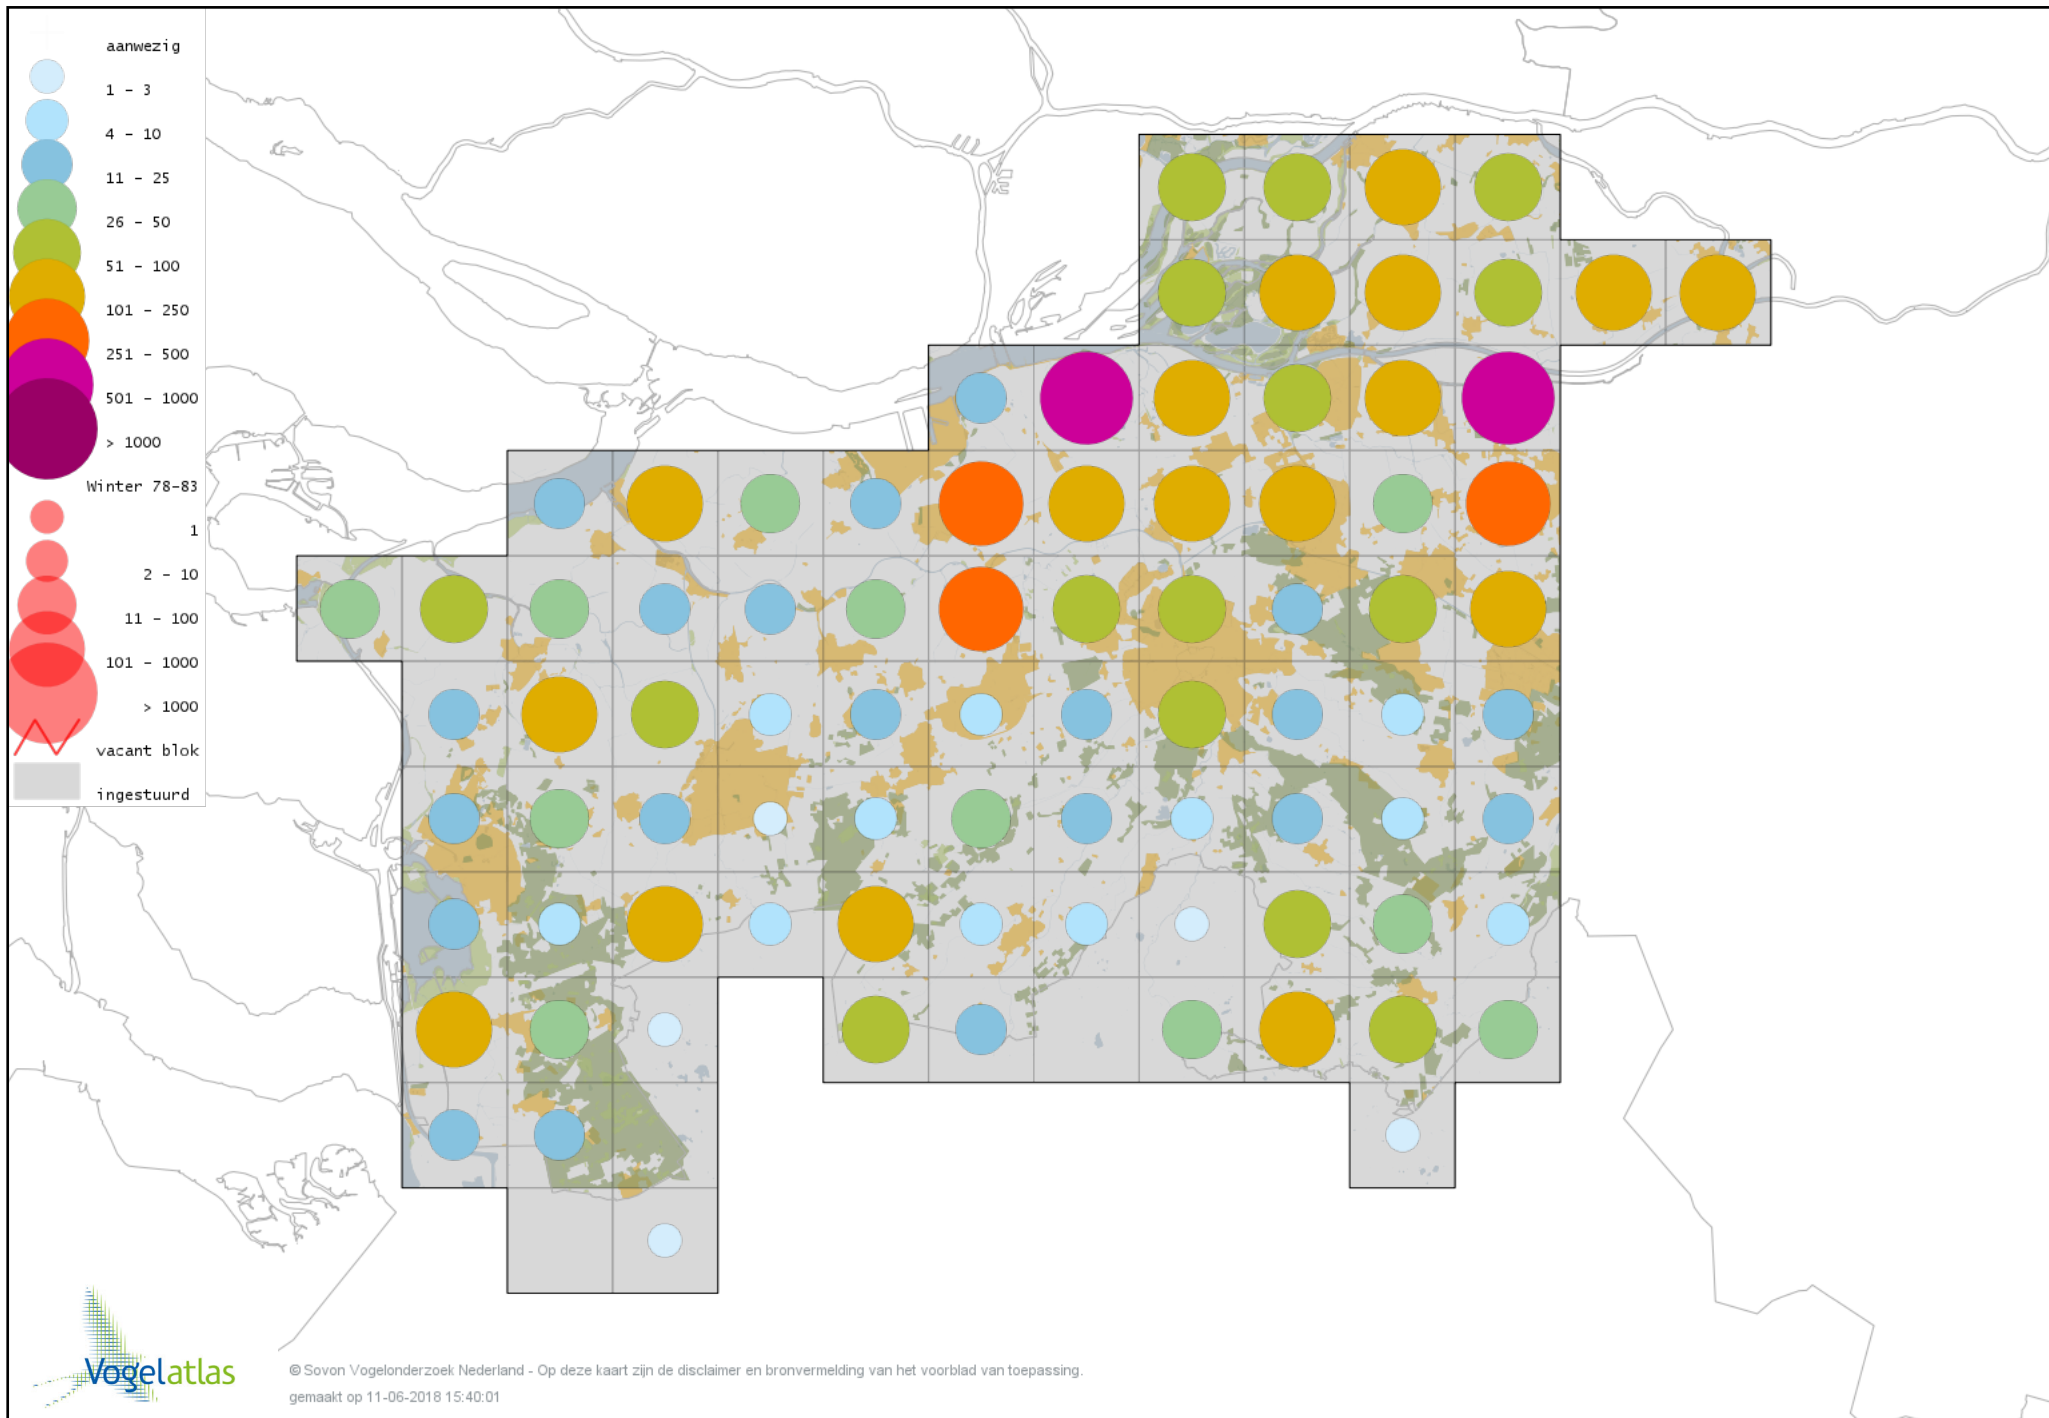 aanwezig
1 - 3
4 - 10
11 - 25
26 - 50
51 - 100
101 - 250
251 - 500
501 - 1000
> 1000
Winter 78-83
1
2 - 10
11 - 100
101 - 1000
> 1000
vacant blok
ingestuurd
Vogelatlas
© Sovon Vogelonderzoek Nederland - Op deze kaart zijn de disclaimer en bronvermelding van het voorblad van toepassing.
gemaakt op 11-06-2018 15:40:01